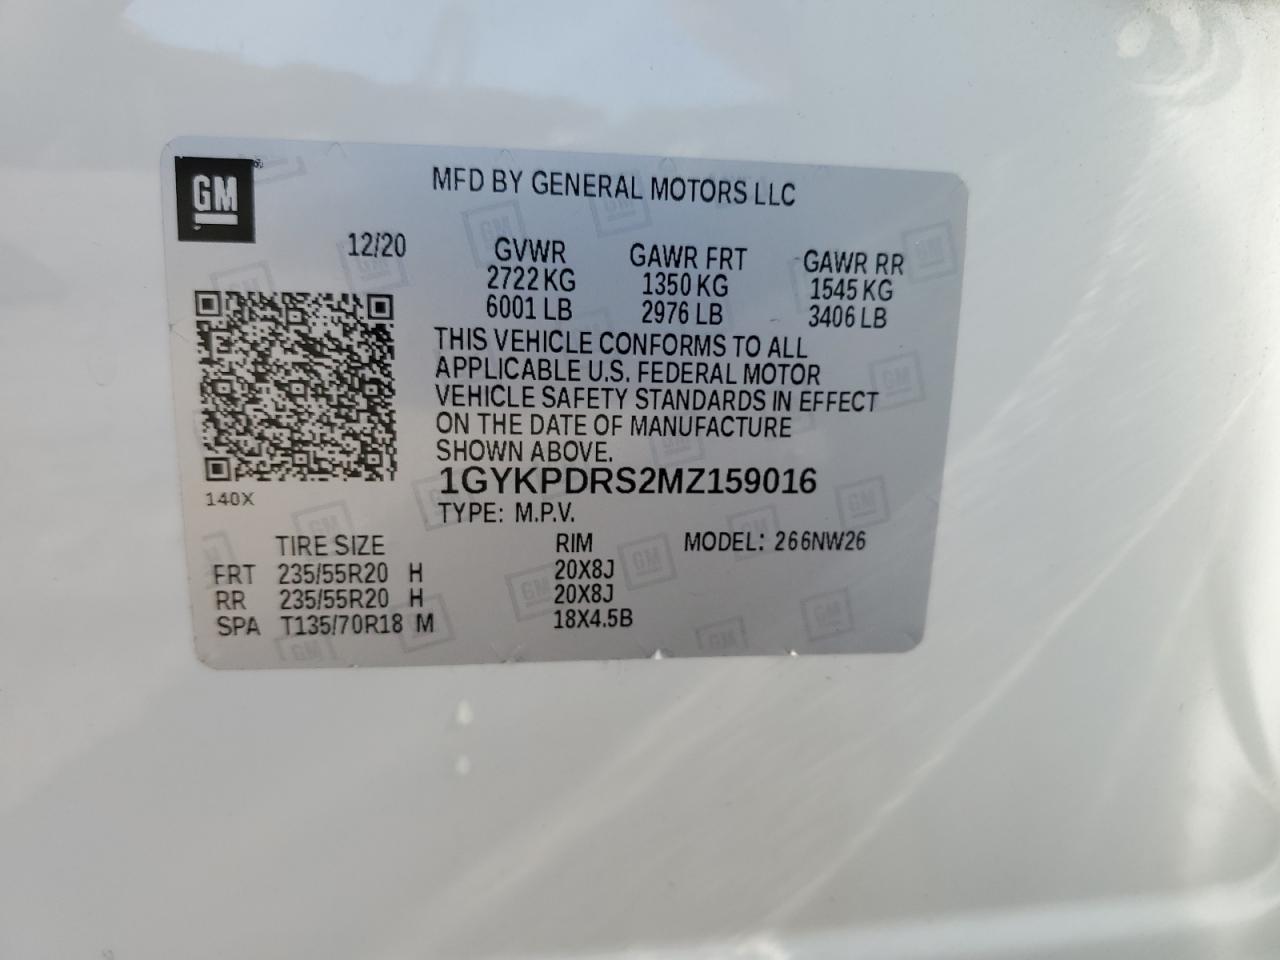 GM
MFD BY GENERAL MOTORS LLC
12/20 GVWR GAWR FRT GAWR RR
2722 KG 1350 KG 1545 KG
6001 LB 2976 LB 3406 LB
THIS VEHICLE CONFORMS TO ALL
APPLICABLE U.S. FEDERAL MOTOR
VEHICLE SAFETY STANDARDS IN EFFECT
ON THE DATE OF MANUFACTURE
SHOWN ABOVE.
1GYKPDRS2MZ159016
140X
TYPE: M.P.V.
TIRE SIZE RIM MODEL: 266NW26
FRT 235/55R20 H 20X8J
RR 235/55R20 H 20X8J
SPA T135/70R18 M 18X4.5B